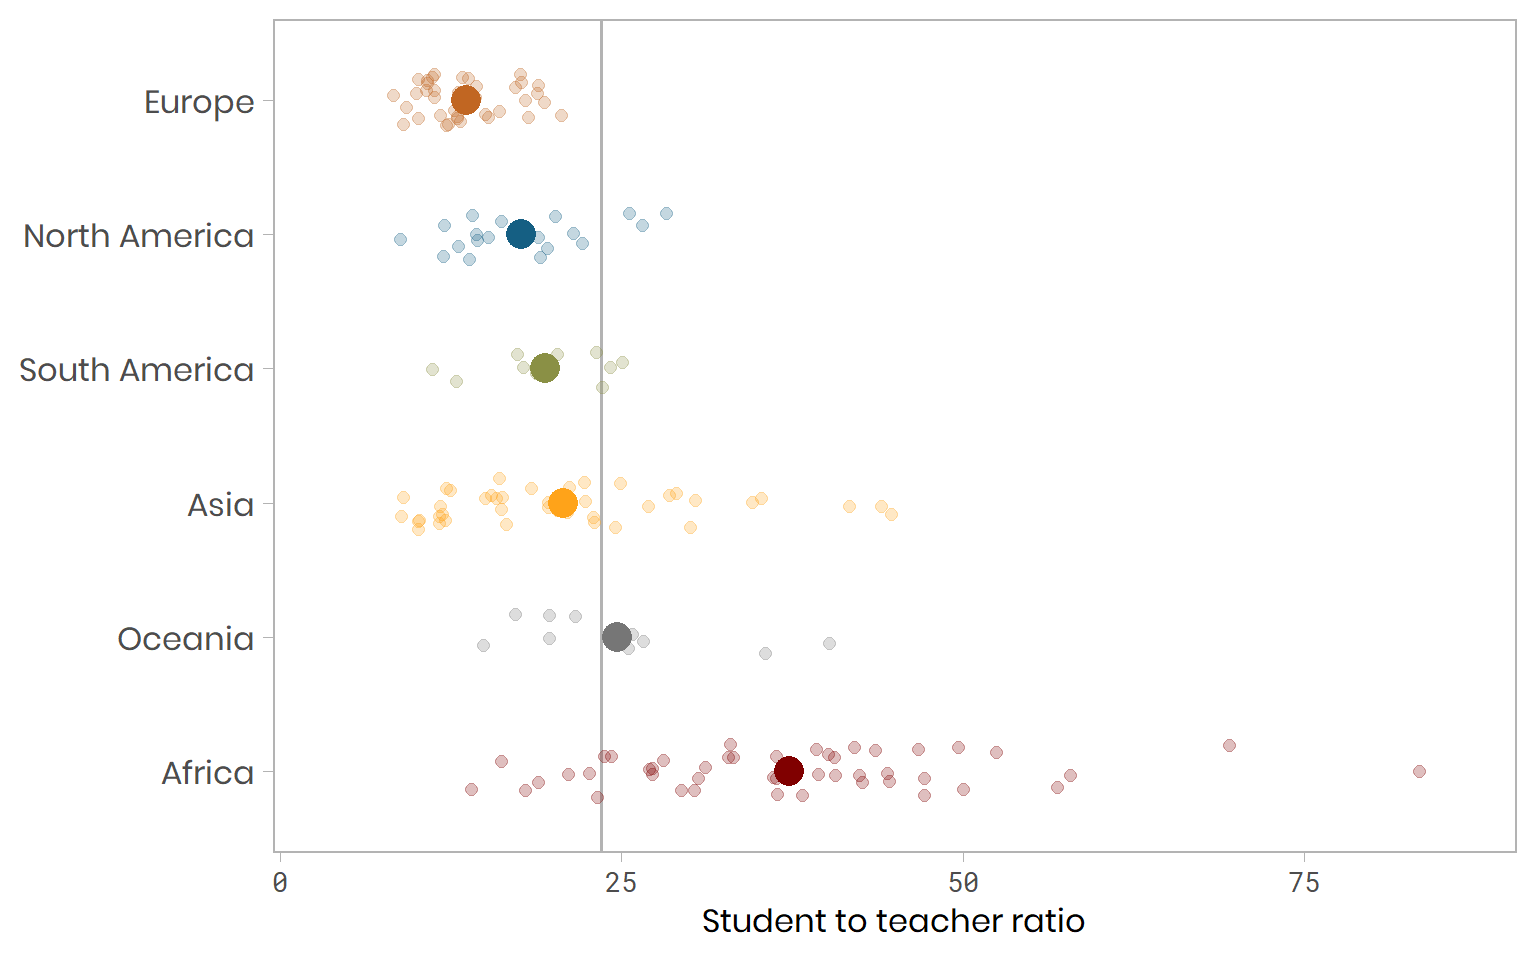 Europe
North America
South America
Asia
Oceania
Africa
0 25 50 75
Student to teacher ratio